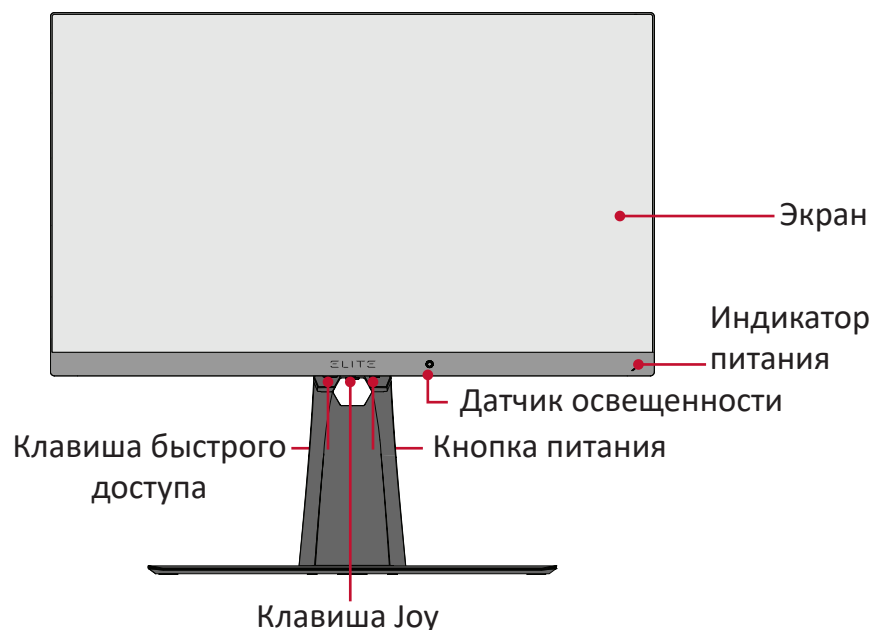 Экран
Индикатор
питания
ELITE
Датчик освещенности
Клавиша быстрого
доступа
Кнопка питания
Клавиша Joy